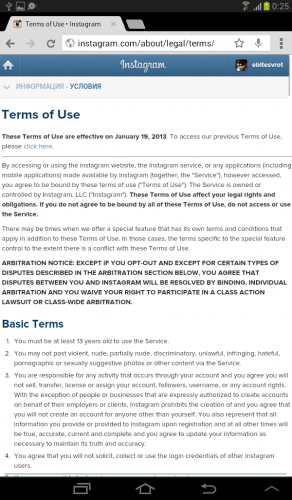 0:25
Terms of Use • Instagram
instagram.com/about/legal/terms/
Instagram
ebitesvrot
ИНФОРМАЦИЯ › УСЛОВИЯ
Terms of Use
These Terms of Use are effective on January 19, 2013. To access our previous Terms of Use,
please click here.
By accessing or using the Instagram website, the Instagram service, or any applications (including
mobile applications) made available by Instagram (together, the "Service"), however accessed,
you agree to be bound by these terms of use ("Terms of Use"). The Service is owned or
controlled by Instagram, LLC ("Instagram"). These Terms of Use affect your legal rights and
obligations. If you do not agree to be bound by all of these Terms of Use, do not access or use
the Service.
There may be times when we offer a special feature that has its own terms and conditions that
apply in addition to these Terms of Use. In those cases, the terms specific to the special feature
control to the extent there is a conflict with these Terms of Use.
ARBITRATION NOTICE: EXCEPT IF YOU OPT-OUT AND EXCEPT FOR CERTAIN TYPES OF
DISPUTES DESCRIBED IN THE ARBITRATION SECTION BELOW, YOU AGREE THAT
DISPUTES BETWEEN YOU AND INSTAGRAM WILL BE RESOLVED BY BINDING, INDIVIDUAL
ARBITRATION AND YOU WAIVE YOUR RIGHT TO PARTICIPATE IN A CLASS ACTION
LAWSUIT OR CLASS-WIDE ARBITRATION.
Basic Terms
1. You must be at least 13 years old to use the Service.
2. You may not post violent, nude, partially nude, discriminatory, unlawful, infringing, hateful,
pornographic or sexually suggestive photos or other content via the Service.
3. You are responsible for any activity that occurs through your account and you agree you will
not sell, transfer, license or assign your account, followers, username, or any account rights.
With the exception of people or businesses that are expressly authorized to create accounts
on behalf of their employers or clients, Instagram prohibits the creation of and you agree that
you will not create an account for anyone other than yourself. You also represent that all
information you provide or provided to Instagram upon registration and at all other times will
be true, accurate, current and complete and you agree to update your information as
necessary to maintain its truth and accuracy.
4. You agree that you will not solicit, collect or use the login credentials of other Instagram
users.